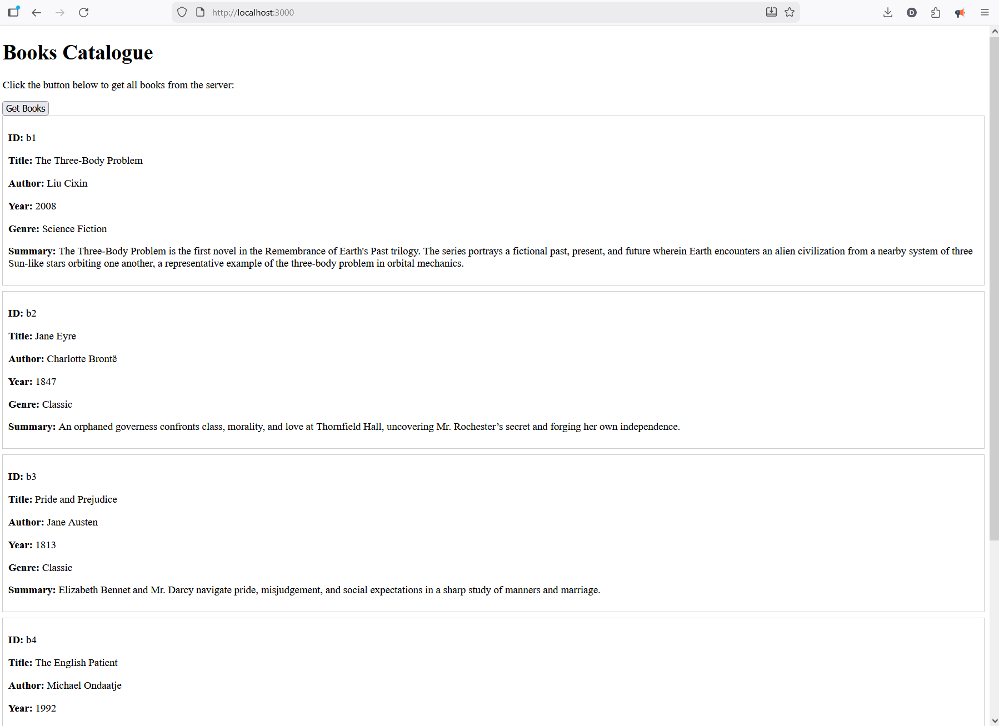 http://localhost:3000
D
Books Catalogue
Click the button below to get all books from the server:
Get Books
ID: b1
Title: The Three-Body Problem
Author: Liu Cixin
Year: 2008
Genre: Science Fiction
Summary: The Three-Body Problem is the first novel in the Remembrance of Earth's Past trilogy. The series portrays a fictional past, present, and future wherein Earth encounters an alien civilization from a nearby system of three
Sun-like stars orbiting one another, a representative example of the three-body problem in orbital mechanics.
ID: b2
Title: Jane Eyre
Author: Charlotte Brontë
Year: 1847
Genre: Classic
Summary: An orphaned governess confronts class, morality, and love at Thornfield Hall, uncovering Mr. Rochester’s secret and forging her own independence.
ID: b3
Title: Pride and Prejudice
Author: Jane Austen
Year: 1813
Genre: Classic
Summary: Elizabeth Bennet and Mr. Darcy navigate pride, misjudgement, and social expectations in a sharp study of manners and marriage.
ID: b4
Title: The English Patient
Author: Michael Ondaatje
Year: 1992